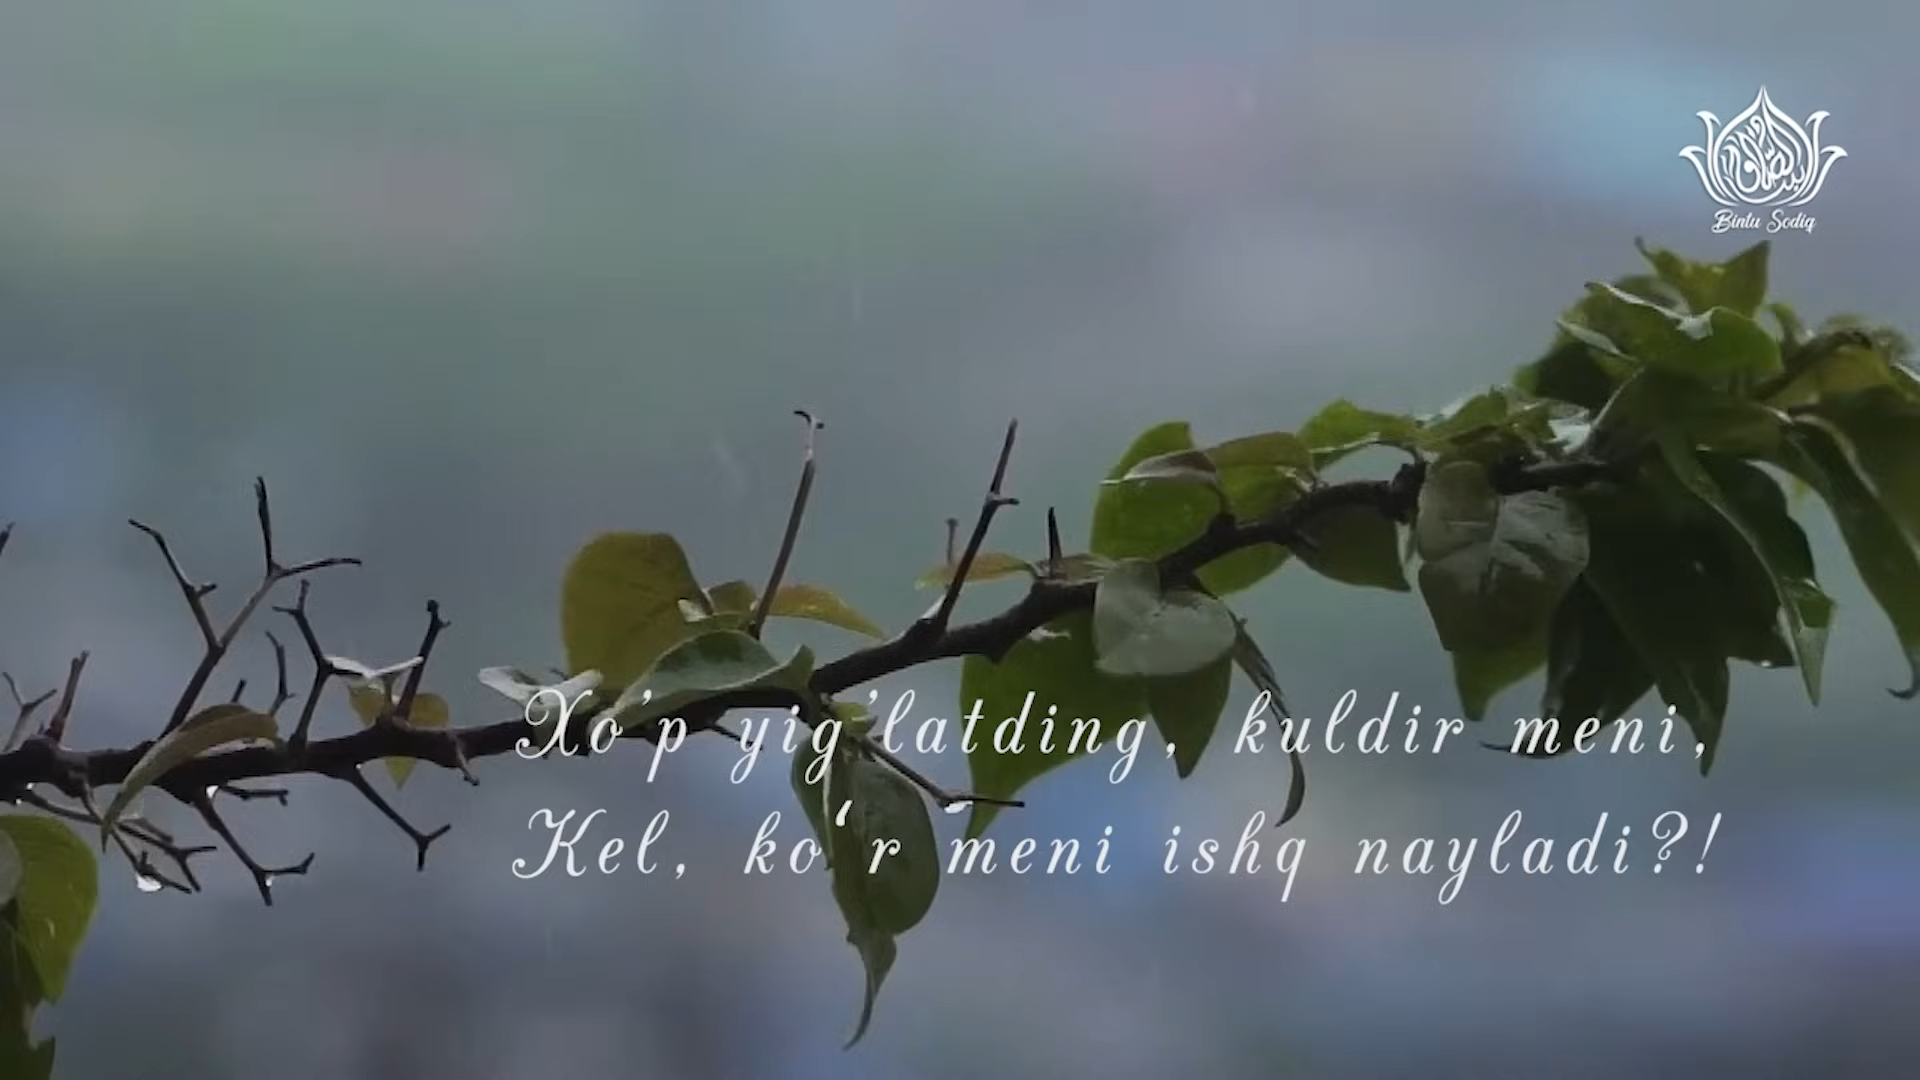 Bintu Sodiq
Xo'p yig'latding, kuldir meni,
Kel, ko‘r meni ishq nayladi?!